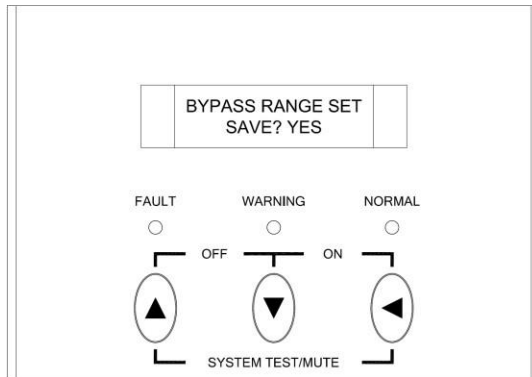 BYPASS RANGE SET
SAVE? YES
FAULT WARNING NORMAL
OFF ON
SYSTEM TEST/MUTE